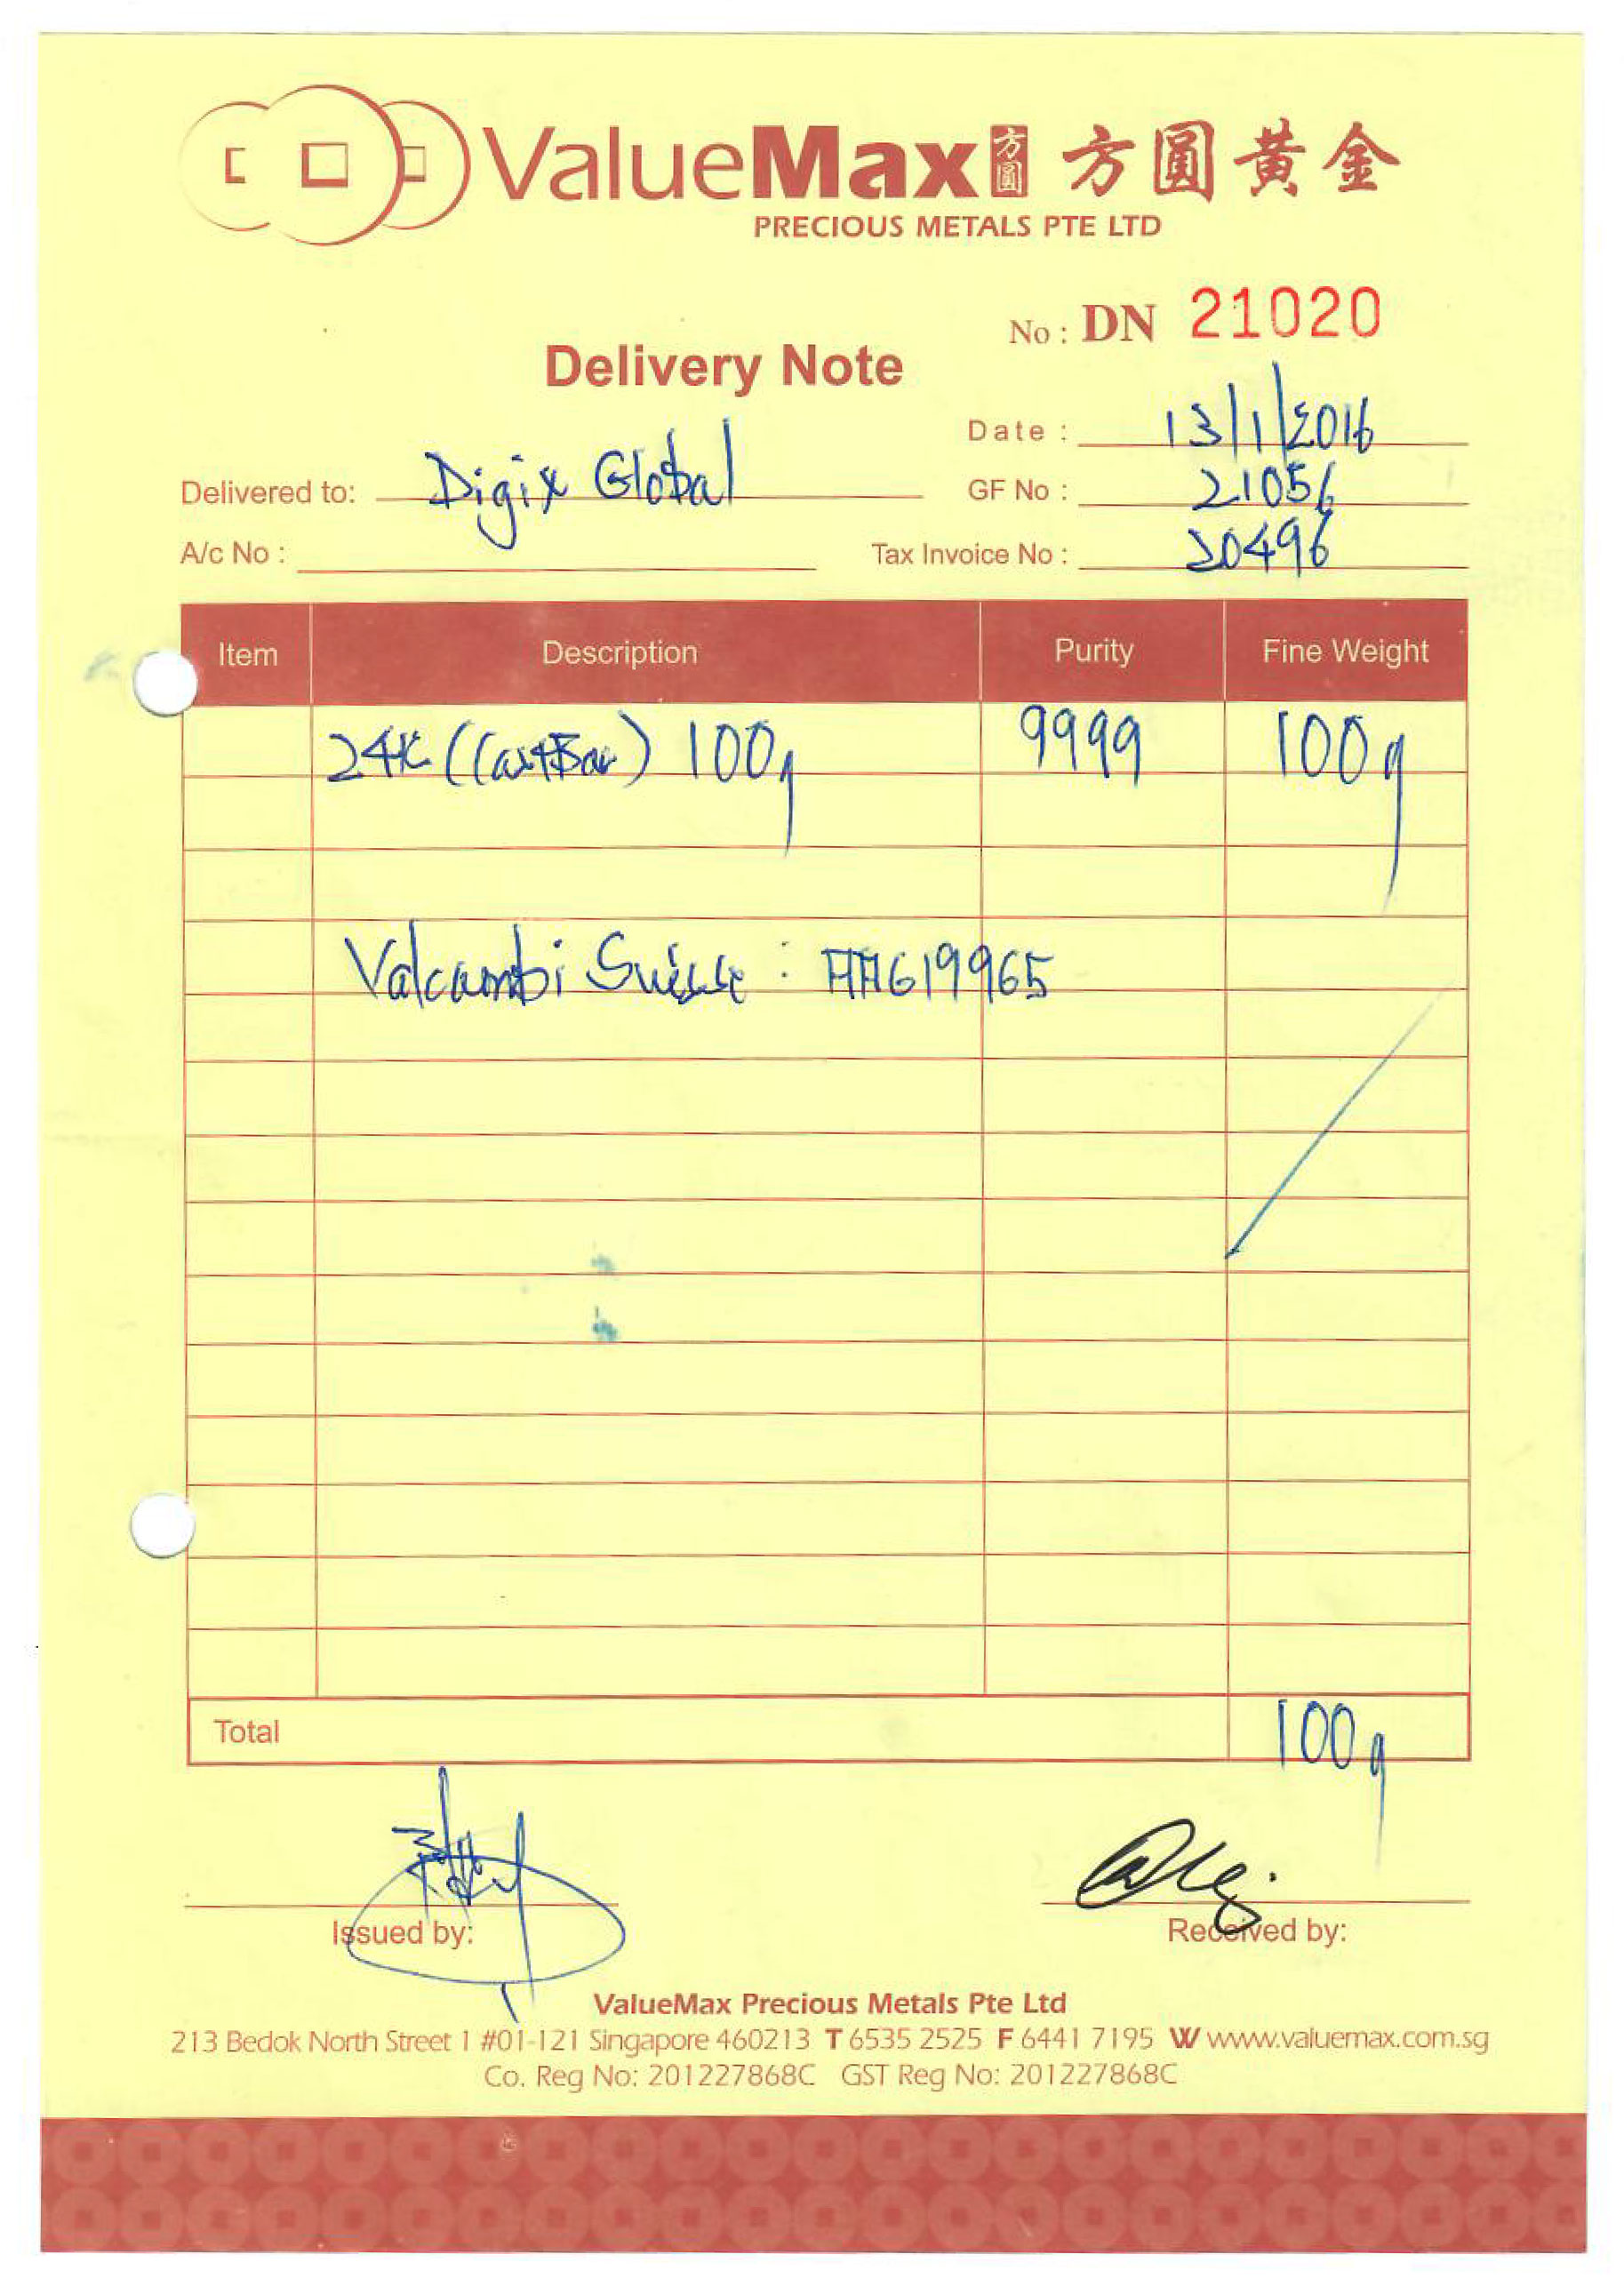 ValueMax 方圓 方圓黃金
PRECIOUS METALS PTE LTD
No: DN 21020
Delivery Note
Date: 13/1/2016
Delivered to: Digix Global
GF No: 21056
A/c No:
Tax Invoice No: 20496
Item Description Purity Fine Weight
24K (CastBar) 100g 9999 100g
Valcambi Suisse: AA619965
Total 100g
Issued by: Received by:
ValueMax Precious Metals Pte Ltd
213 Bedok North Street 1 #01-121 Singapore 460213 T 6535 2525 F 6441 7195 W www.valuemax.com.sg
Co. Reg No: 201227868C GST Reg No: 201227868C